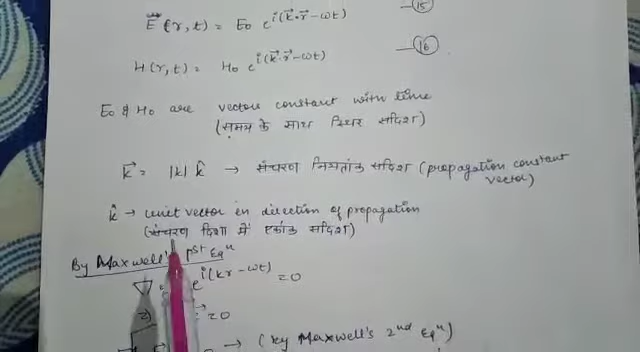 E⃗(r,t) = E₀ e^{i(k⃗·r⃗-ωt)} —(15)
H(r,t) = H₀ e^{i(k⃗·r⃗-ωt)} —(16)
E₀ & H₀ are vector constant with time
(समय के साथ स्थिर सदिश)
k⃗ = |k| k̂ → संचरण नियतांक सदिश (propagation constant
vector)
k̂ → unit vector in direction of propagation
(संचरण दिशा में एकांक सदिश)
By Maxwell's Ist Eqn
e^{i(kr-ωt)} = 0
= 0
→ (by Maxwell's 2nd Eqn)